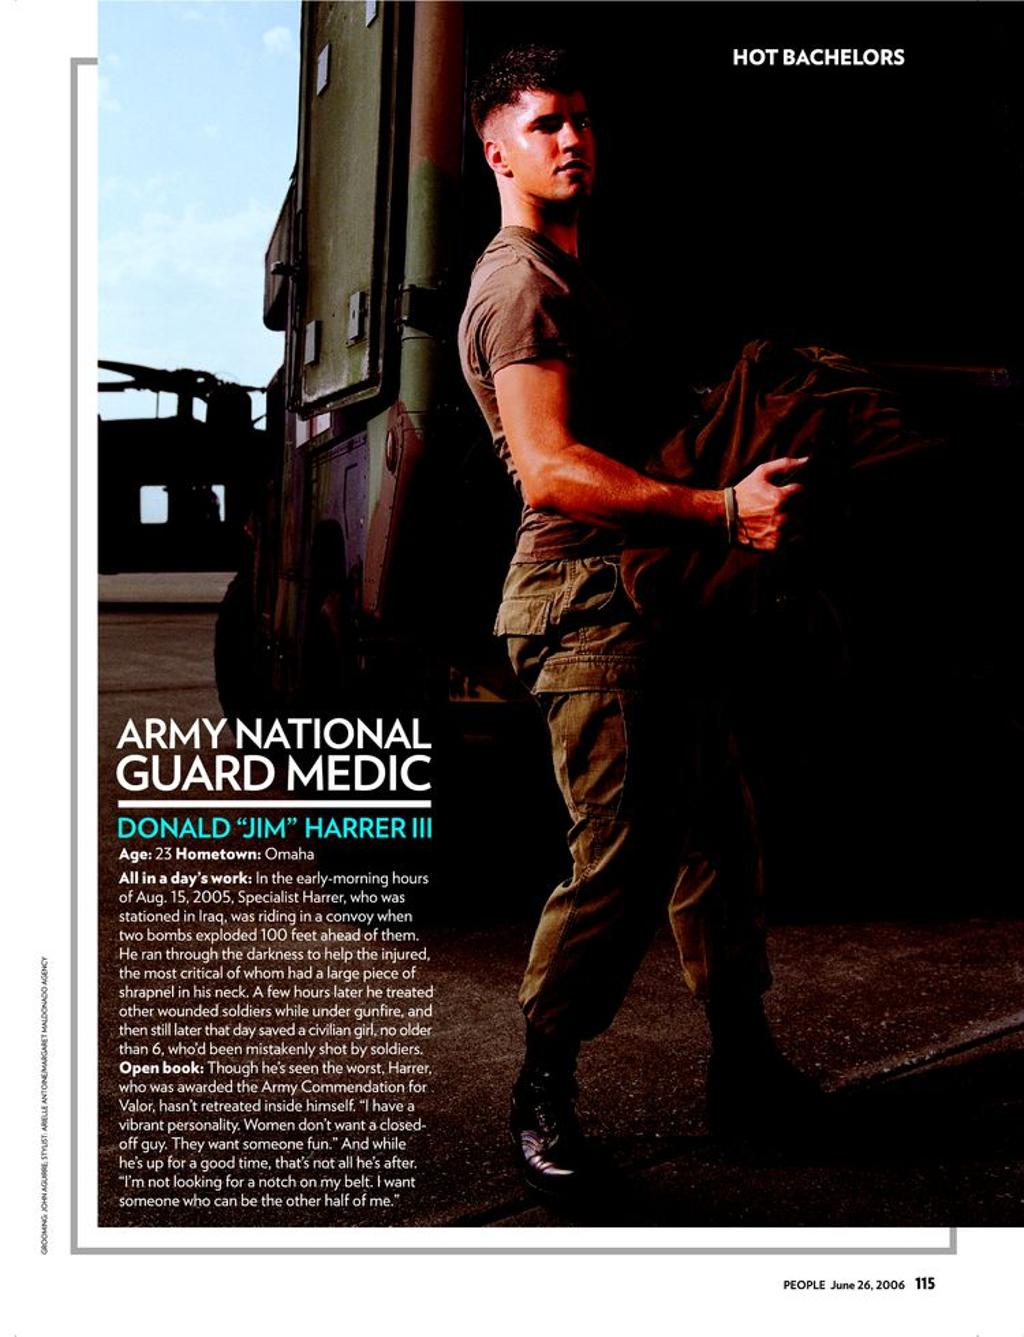 HOT BACHELORS
ARMY NATIONAL
GUARD MEDIC
DONALD “JIM” HARRER III
Age: 23 Hometown: Omaha
All in a day's work: In the early-morning hours
of Aug. 15, 2005, Specialist Harrer, who was
stationed in Iraq, was riding in a convoy when
two bombs exploded 100 feet ahead of them.
He ran through the darkness to help the injured,
the most critical of whom had a large piece of
shrapnel in his neck. A few hours later he treated
other wounded soldiers while under gunfire, and
then still later that day saved a civilian girl, no older
than 6, who'd been mistakenly shot by soldiers.
Open book: Though he's seen the worst, Harrer,
who was awarded the Army Commendation for
Valor, hasn't retreated inside himself. “I have a
vibrant personality. Women don't want a closed-
off guy. They want someone fun.” And while
he's up for a good time, that's not all he's after.
“I'm not looking for a notch on my belt. I want
someone who can be the other half of me.”
GROOMING: JOHN AGUIRRE; STYLIST: ARIELLE ANTOINE/MARGARET MALDONADO AGENCY
PEOPLE June 26, 2006 115